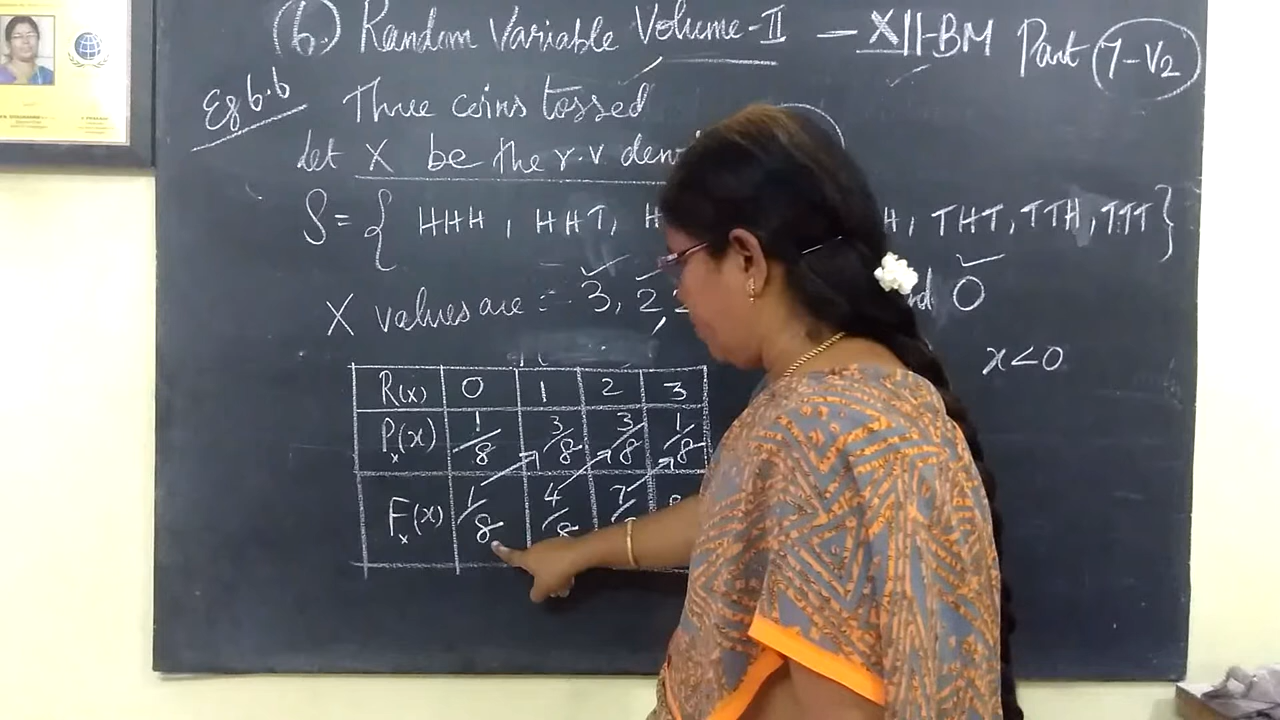 (6.) Random Variable Volume-II — XII-BM Part 7-V2
Eg 6.6 Three coins tossed
Let X be the r.v
S = { HHH, HHT, H H, THT, TTH, TTT }
X values are :- 3, 2, 2 0
x<0
R(x) 0 1 2 3
Px(x) 1/8 3/8 3/8 1/8
Fx(x) 1/8 4/8 7/